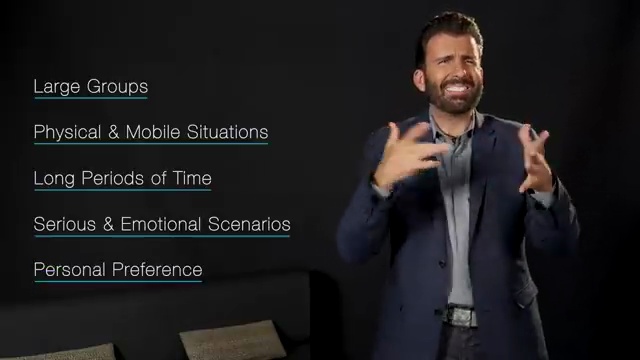 Large Groups
Physical & Mobile Situations
Long Periods of Time
Serious & Emotional Scenarios
Personal Preference